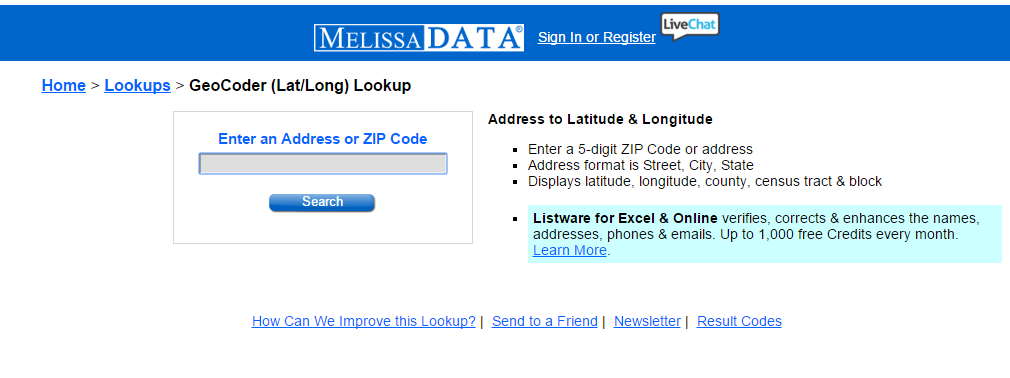 MELISSA DATA® Sign In or Register LiveChat
Home > Lookups > GeoCoder (Lat/Long) Lookup
Enter an Address or ZIP Code
Search
Address to Latitude & Longitude
Enter a 5-digit ZIP Code or address
Address format is Street, City, State
Displays latitude, longitude, county, census tract & block
Listware for Excel & Online verifies, corrects & enhances the names,
addresses, phones & emails. Up to 1,000 free Credits every month.
Learn More.
How Can We Improve this Lookup? | Send to a Friend | Newsletter | Result Codes